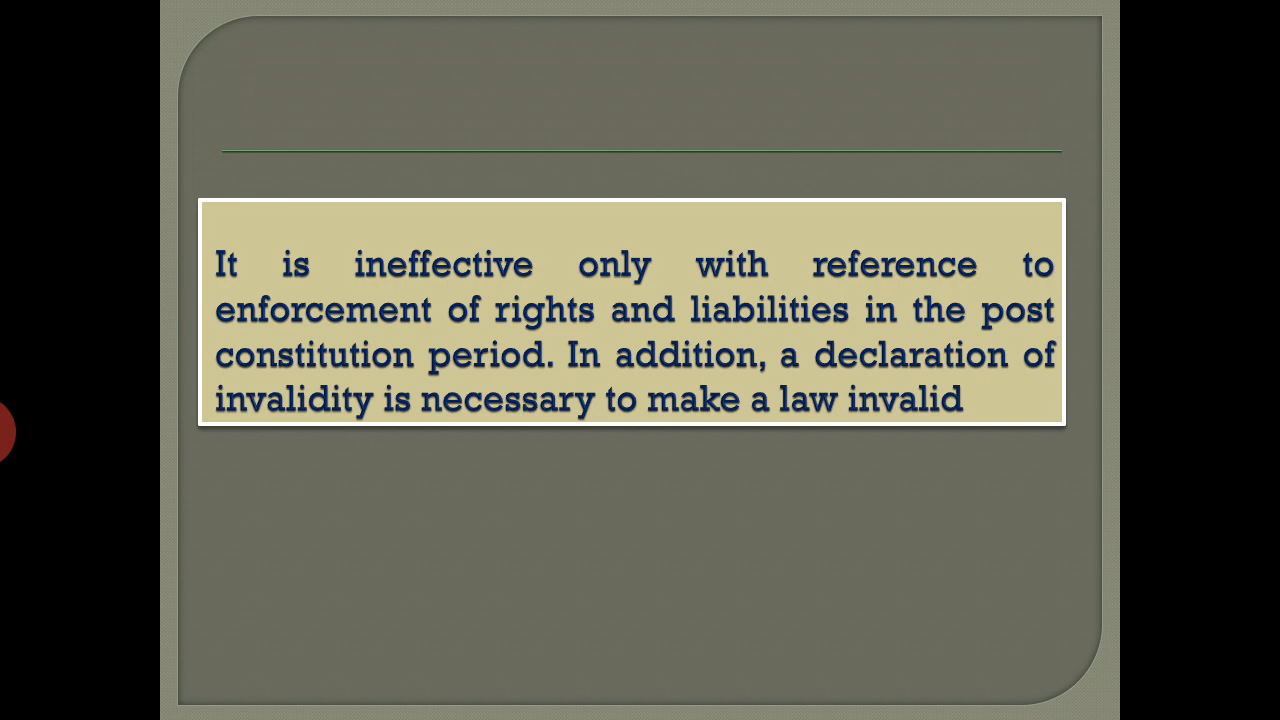 It is ineffective only with reference to
enforcement of rights and liabilities in the post
constitution period. In addition, a declaration of
invalidity is necessary to make a law invalid